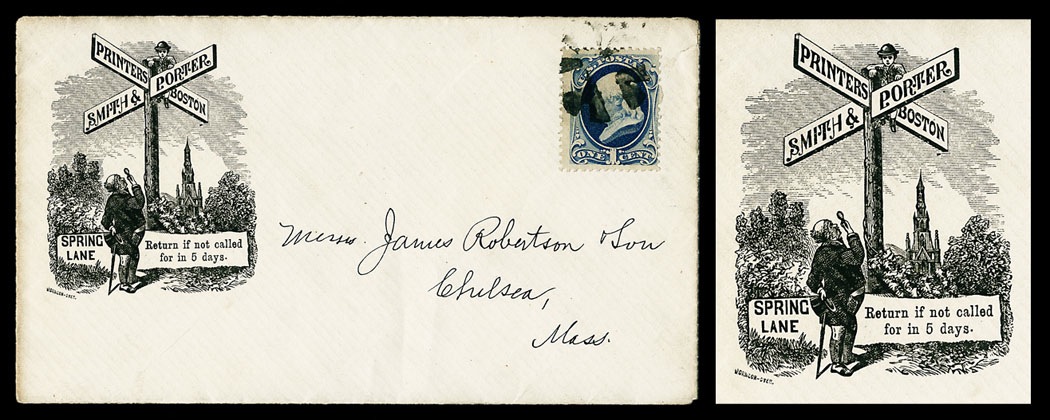 PRINTERS
PORTER
SMITH &
BOSTON
SPRING
LANE
Return if not called
for in 5 days.
ONE CENT
Messrs. James Robertson & Son
Chelsea,
Mass.
PRINTERS
PORTER
SMITH &
BOSTON
SPRING
LANE
Return if not called
for in 5 days.